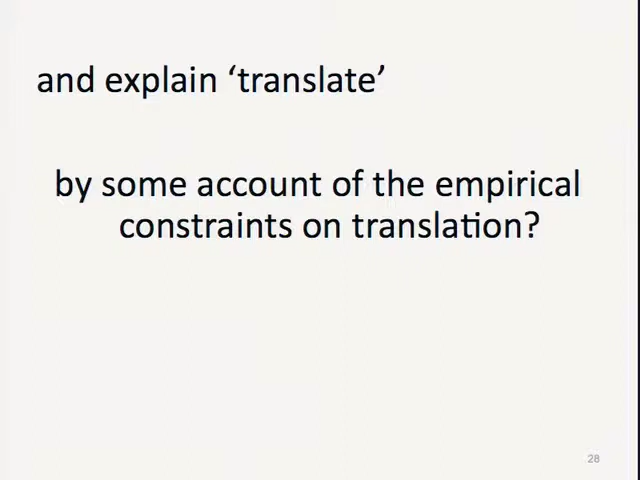 and explain ‘translate’
by some account of the empirical
constraints on translation?
28